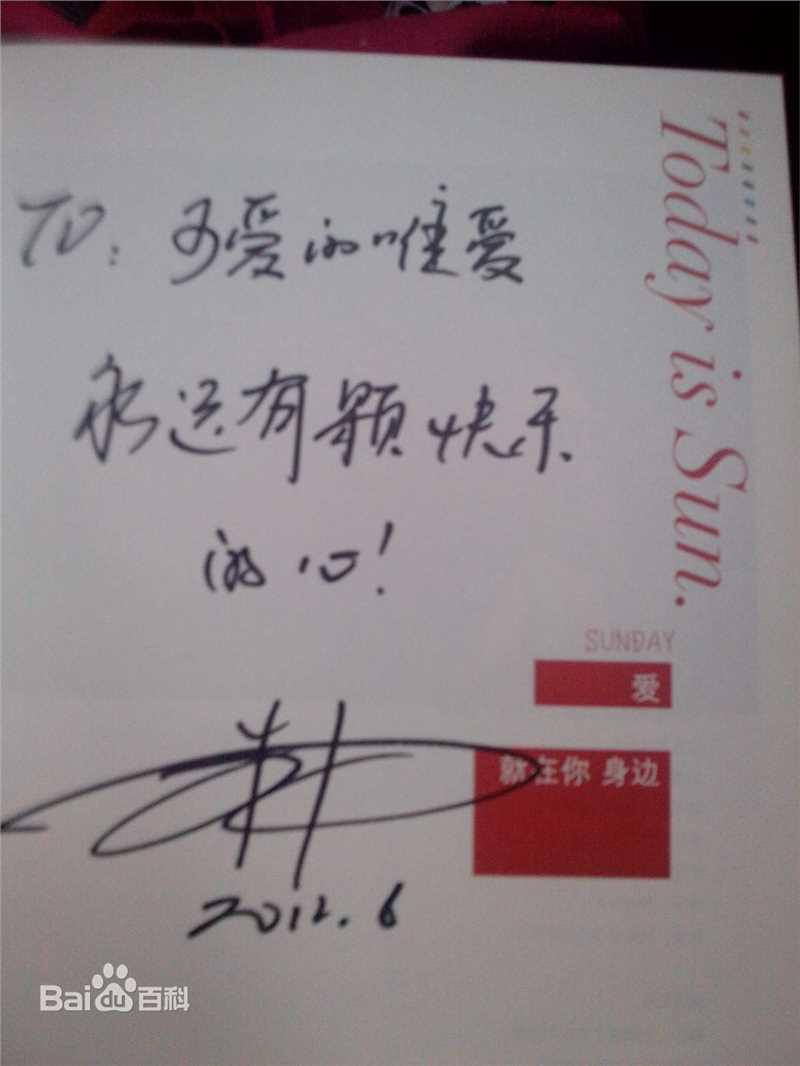 TO: 可爱的唯爱
永远有颗快乐
的心!
2012.6
Today is Sun.
SUNDAY
爱
就在你 身边
Baidu百科